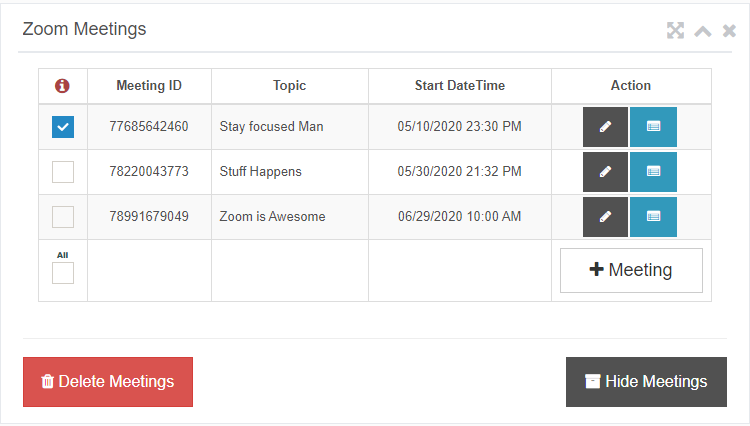 Zoom Meetings
Meeting ID Topic Start DateTime Action
77685642460 Stay focused Man 05/10/2020 23:30 PM
78220043773 Stuff Happens 05/30/2020 21:32 PM
78991679049 Zoom is Awesome 06/29/2020 10:00 AM
All
+ Meeting
Delete Meetings Hide Meetings